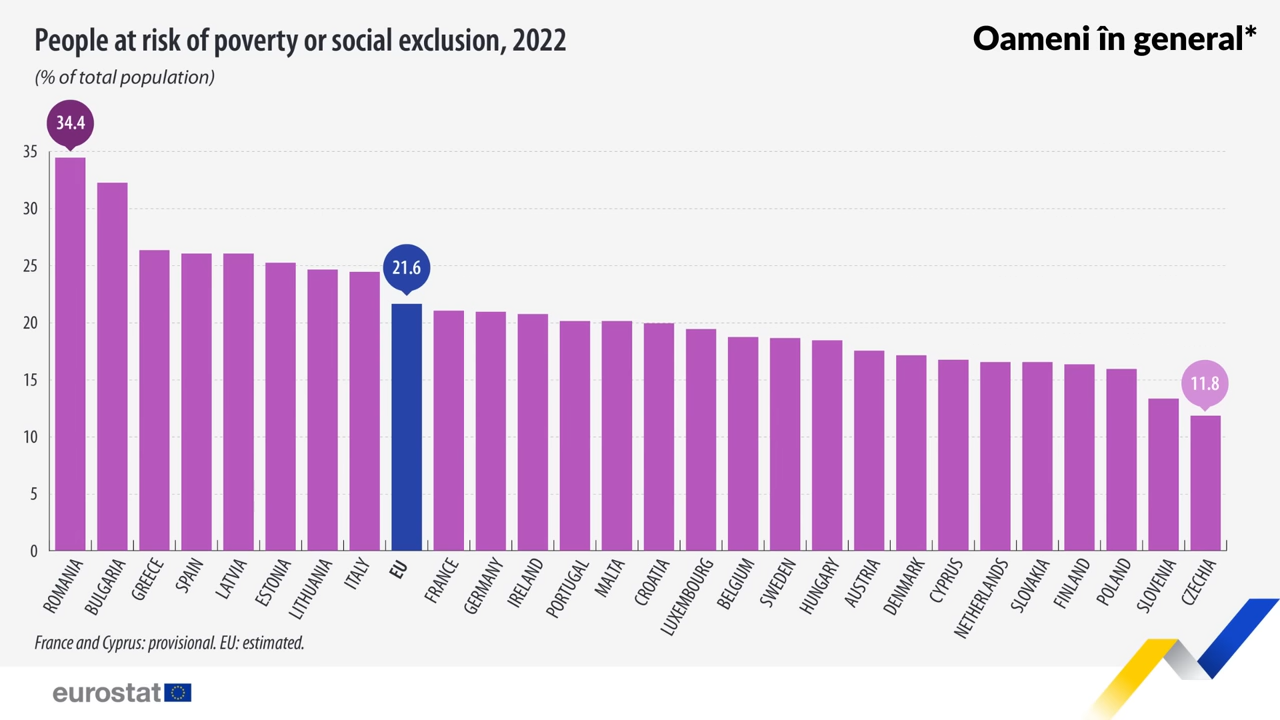 People at risk of poverty or social exclusion, 2022
Oameni în general*
(% of total population)
34.4
35
30
25
20
15
10
5
0
21.6
11.8
ROMANIA
BULGARIA
GREECE
SPAIN
LATVIA
ESTONIA
LITHUANIA
ITALY
EU
FRANCE
GERMANY
IRELAND
PORTUGAL
MALTA
CROATIA
LUXEMBOURG
BELGIUM
SWEDEN
HUNGARY
AUSTRIA
DENMARK
CYPRUS
NETHERLANDS
SLOVAKIA
FINLAND
POLAND
SLOVENIA
CZECHIA
France and Cyprus: provisional. EU: estimated.
eurostat